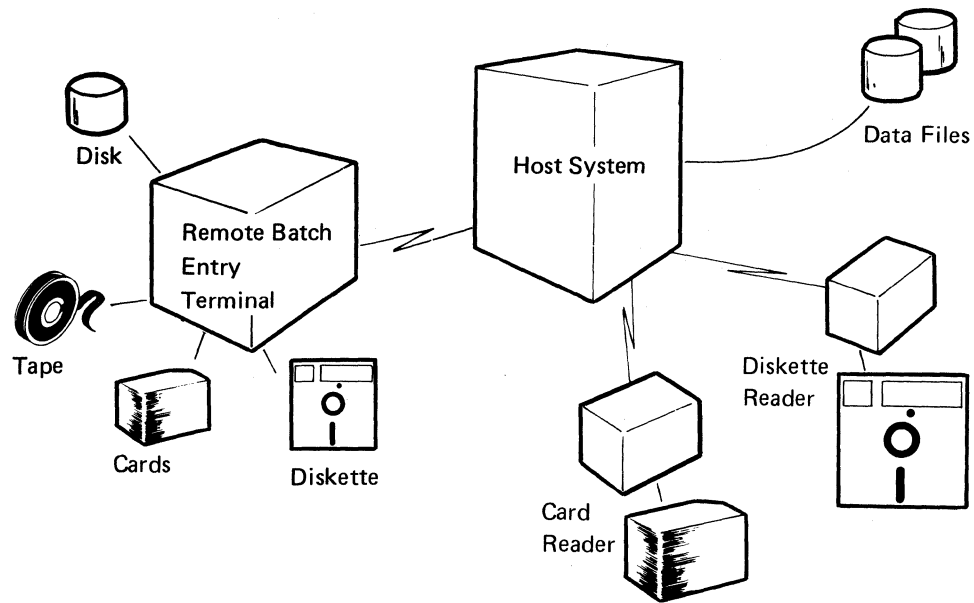 Disk
Host System
Data Files
Remote Batch
Entry
Terminal
Tape
Cards
Diskette
Diskette
Reader
Card
Reader